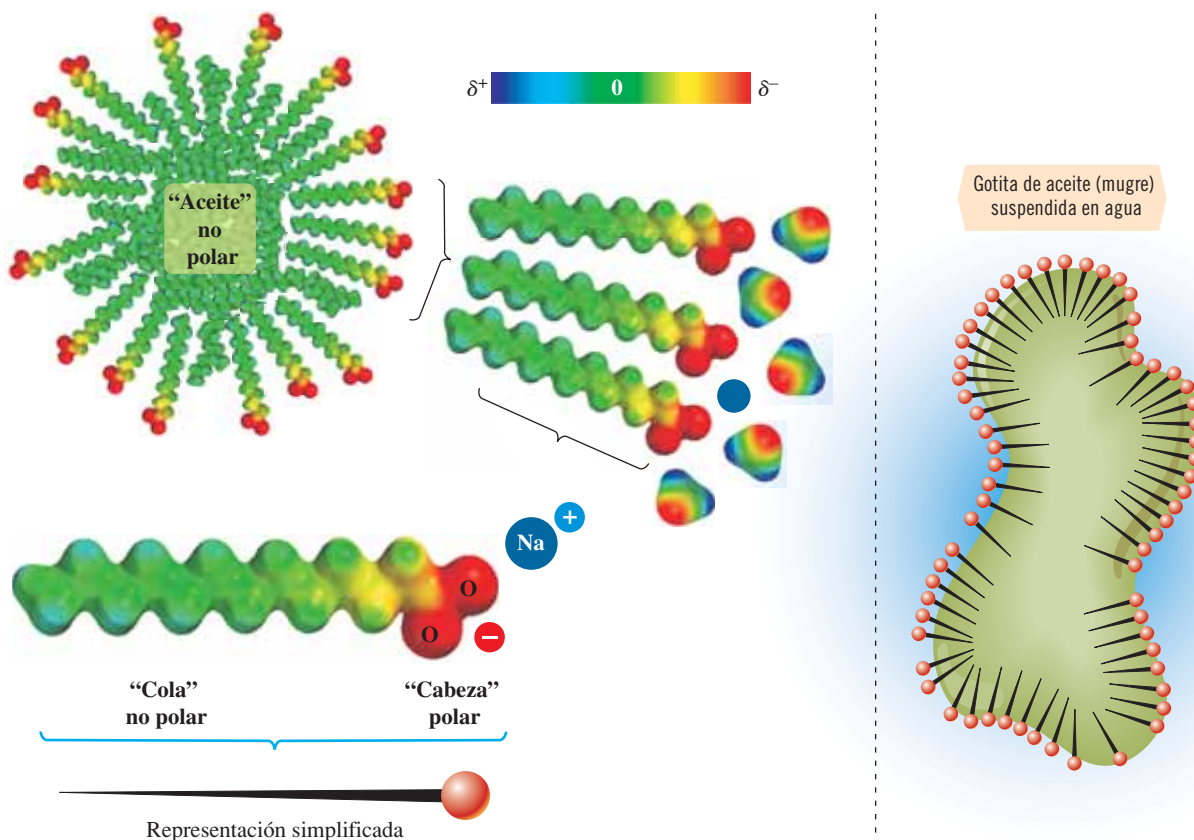 δ+ 0 δ−
“Aceite”
no
polar
Gotita de aceite (mugre)
suspendida en agua
Na +
O
O −
“Cola”
no polar
“Cabeza”
polar
Representación simplificada